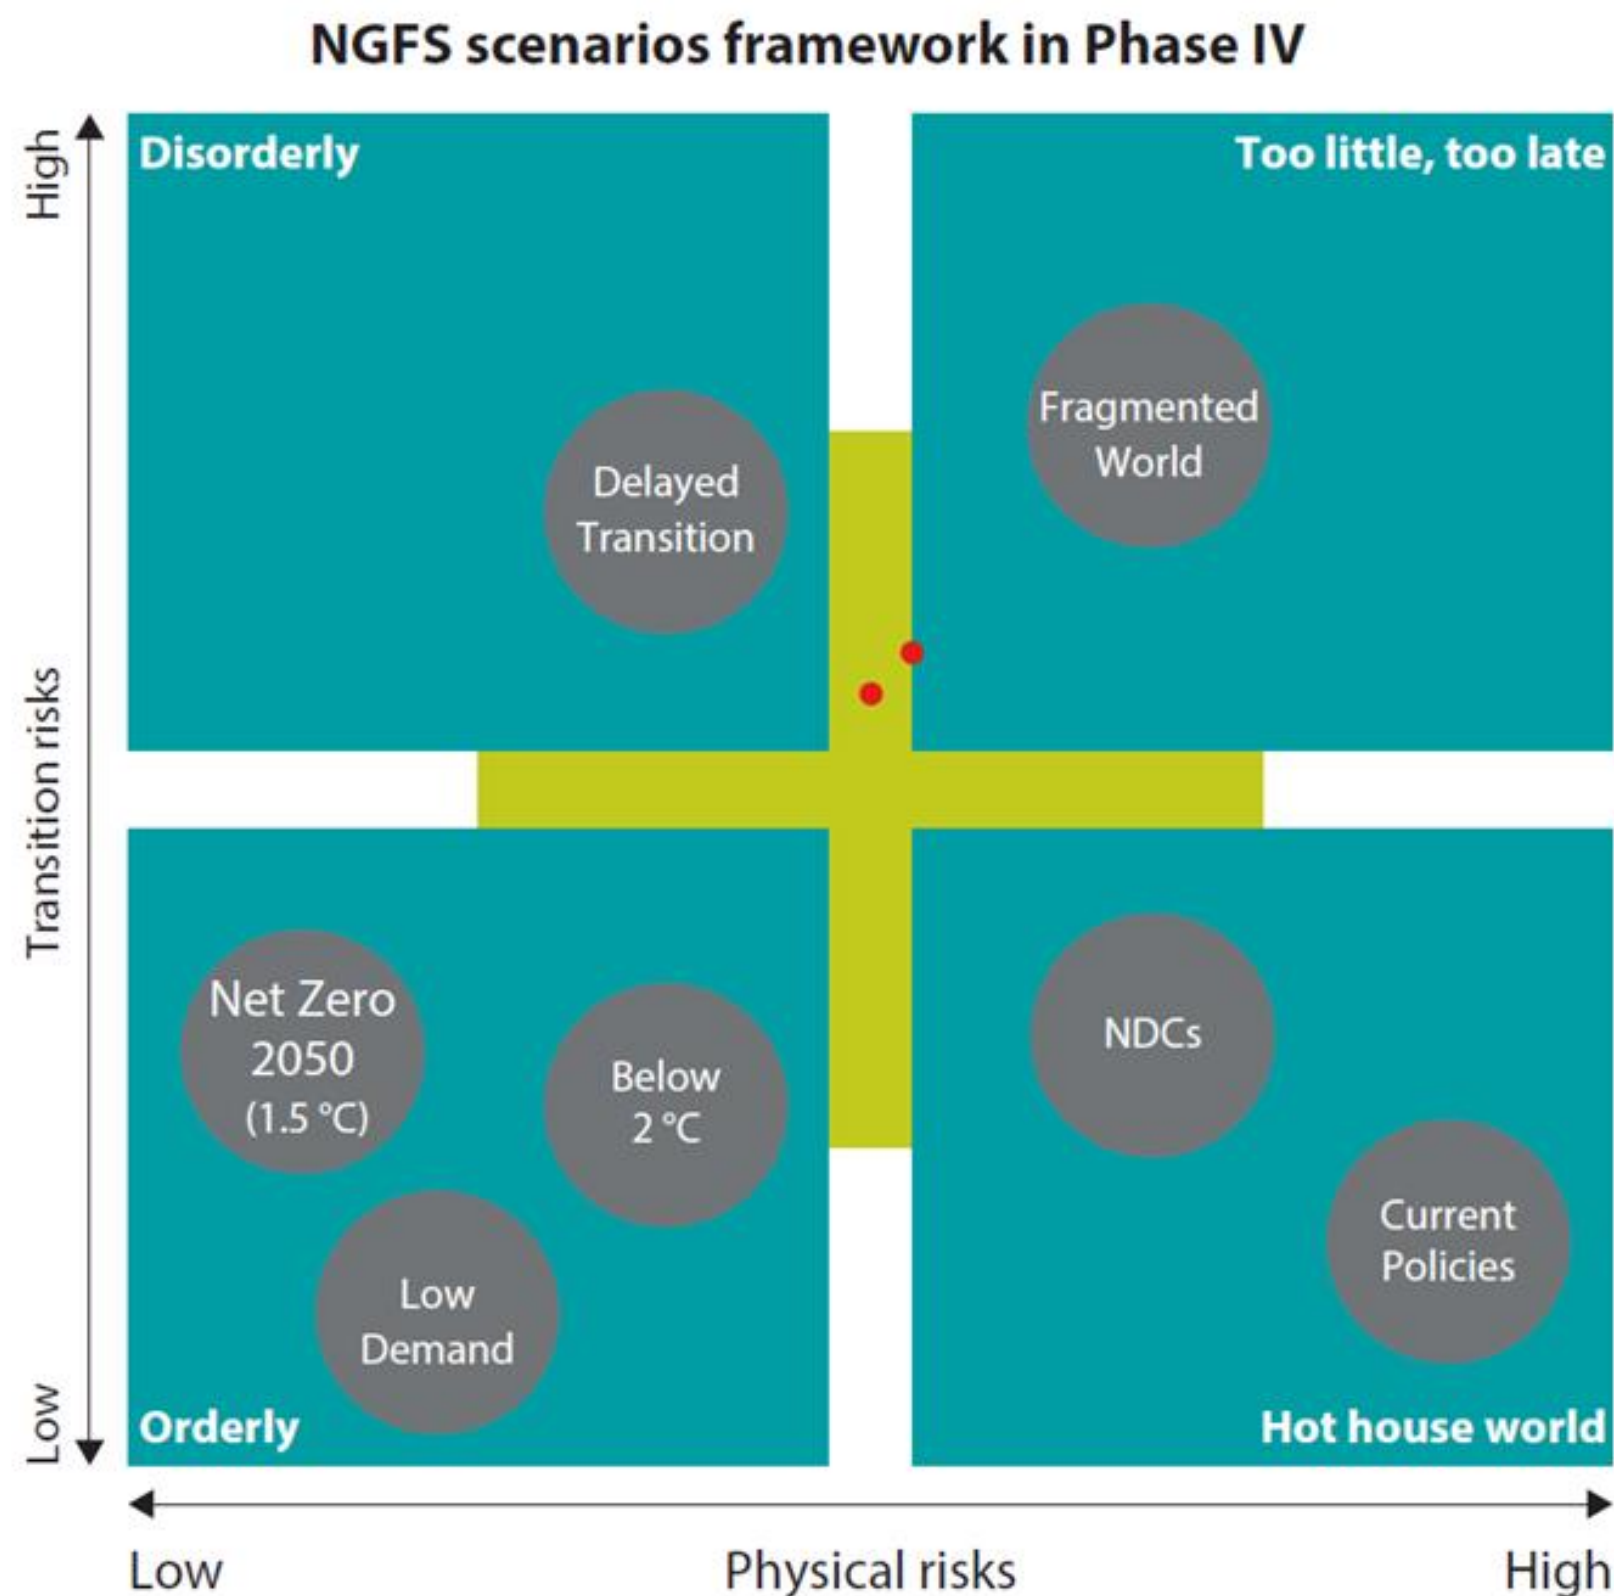 NGFS scenarios framework in Phase IV
High
Transition risks
Low
Disorderly
Delayed
Transition
Too little, too late
Fragmented
World
Net Zero
2050
(1.5 °C)
Below
2 °C
Low
Demand
Orderly
NDCs
Current
Policies
Hot house world
Low
Physical risks
High